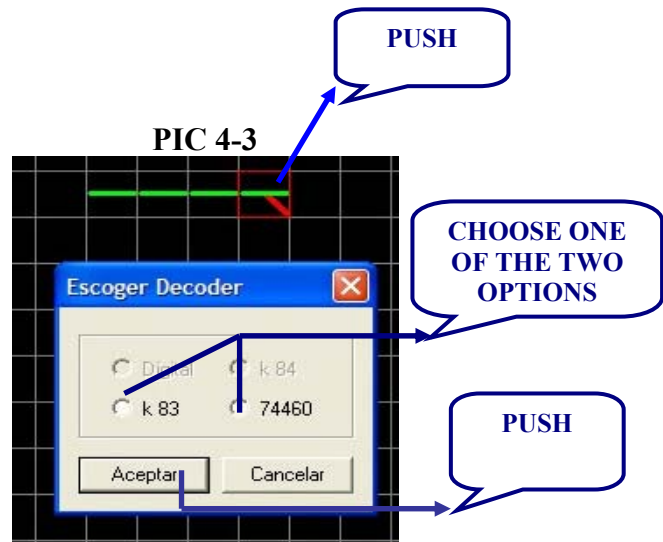 PUSH
PIC 4-3
CHOOSE ONE
OF THE TWO
OPTIONS
Escoger Decoder
Digital k 84
k 83 74460
PUSH
Aceptar Cancelar